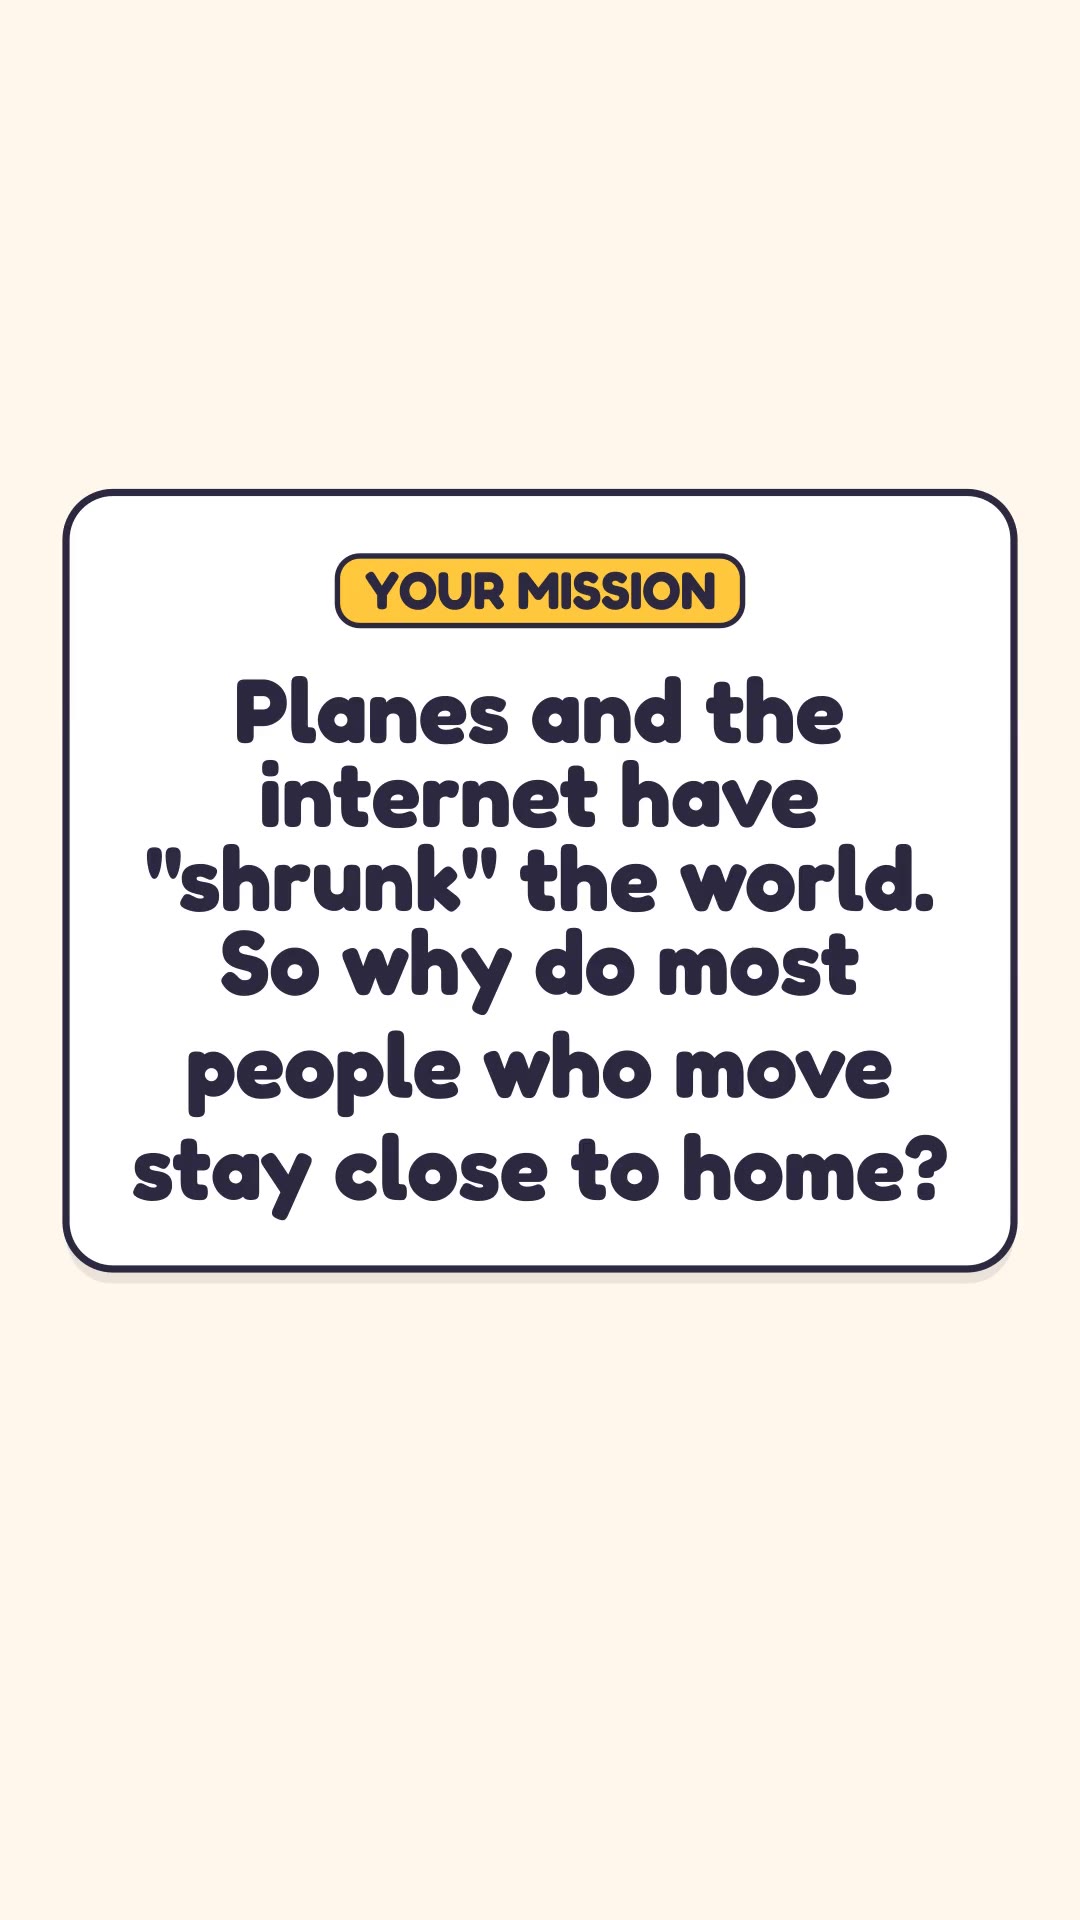 YOUR MISSION
Planes and the
internet have
"shrunk" the world.
So why do most
people who move
stay close to home?